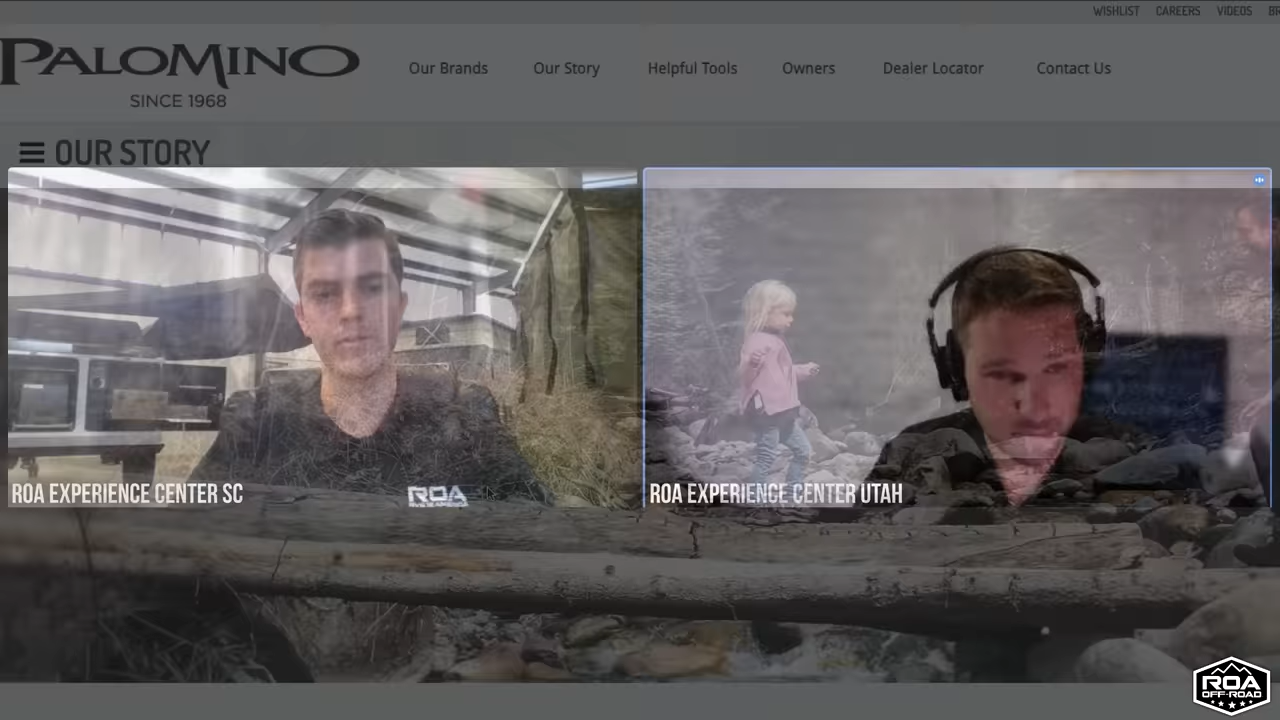 WISHLIST CAREERS VIDEOS BR
PALOMINO
SINCE 1968
Our Brands Our Story Helpful Tools Owners Dealer Locator Contact Us
OUR STORY
ROA EXPERIENCE CENTER SC
ROA
ROA EXPERIENCE CENTER UTAH
ROA
OFF-ROAD